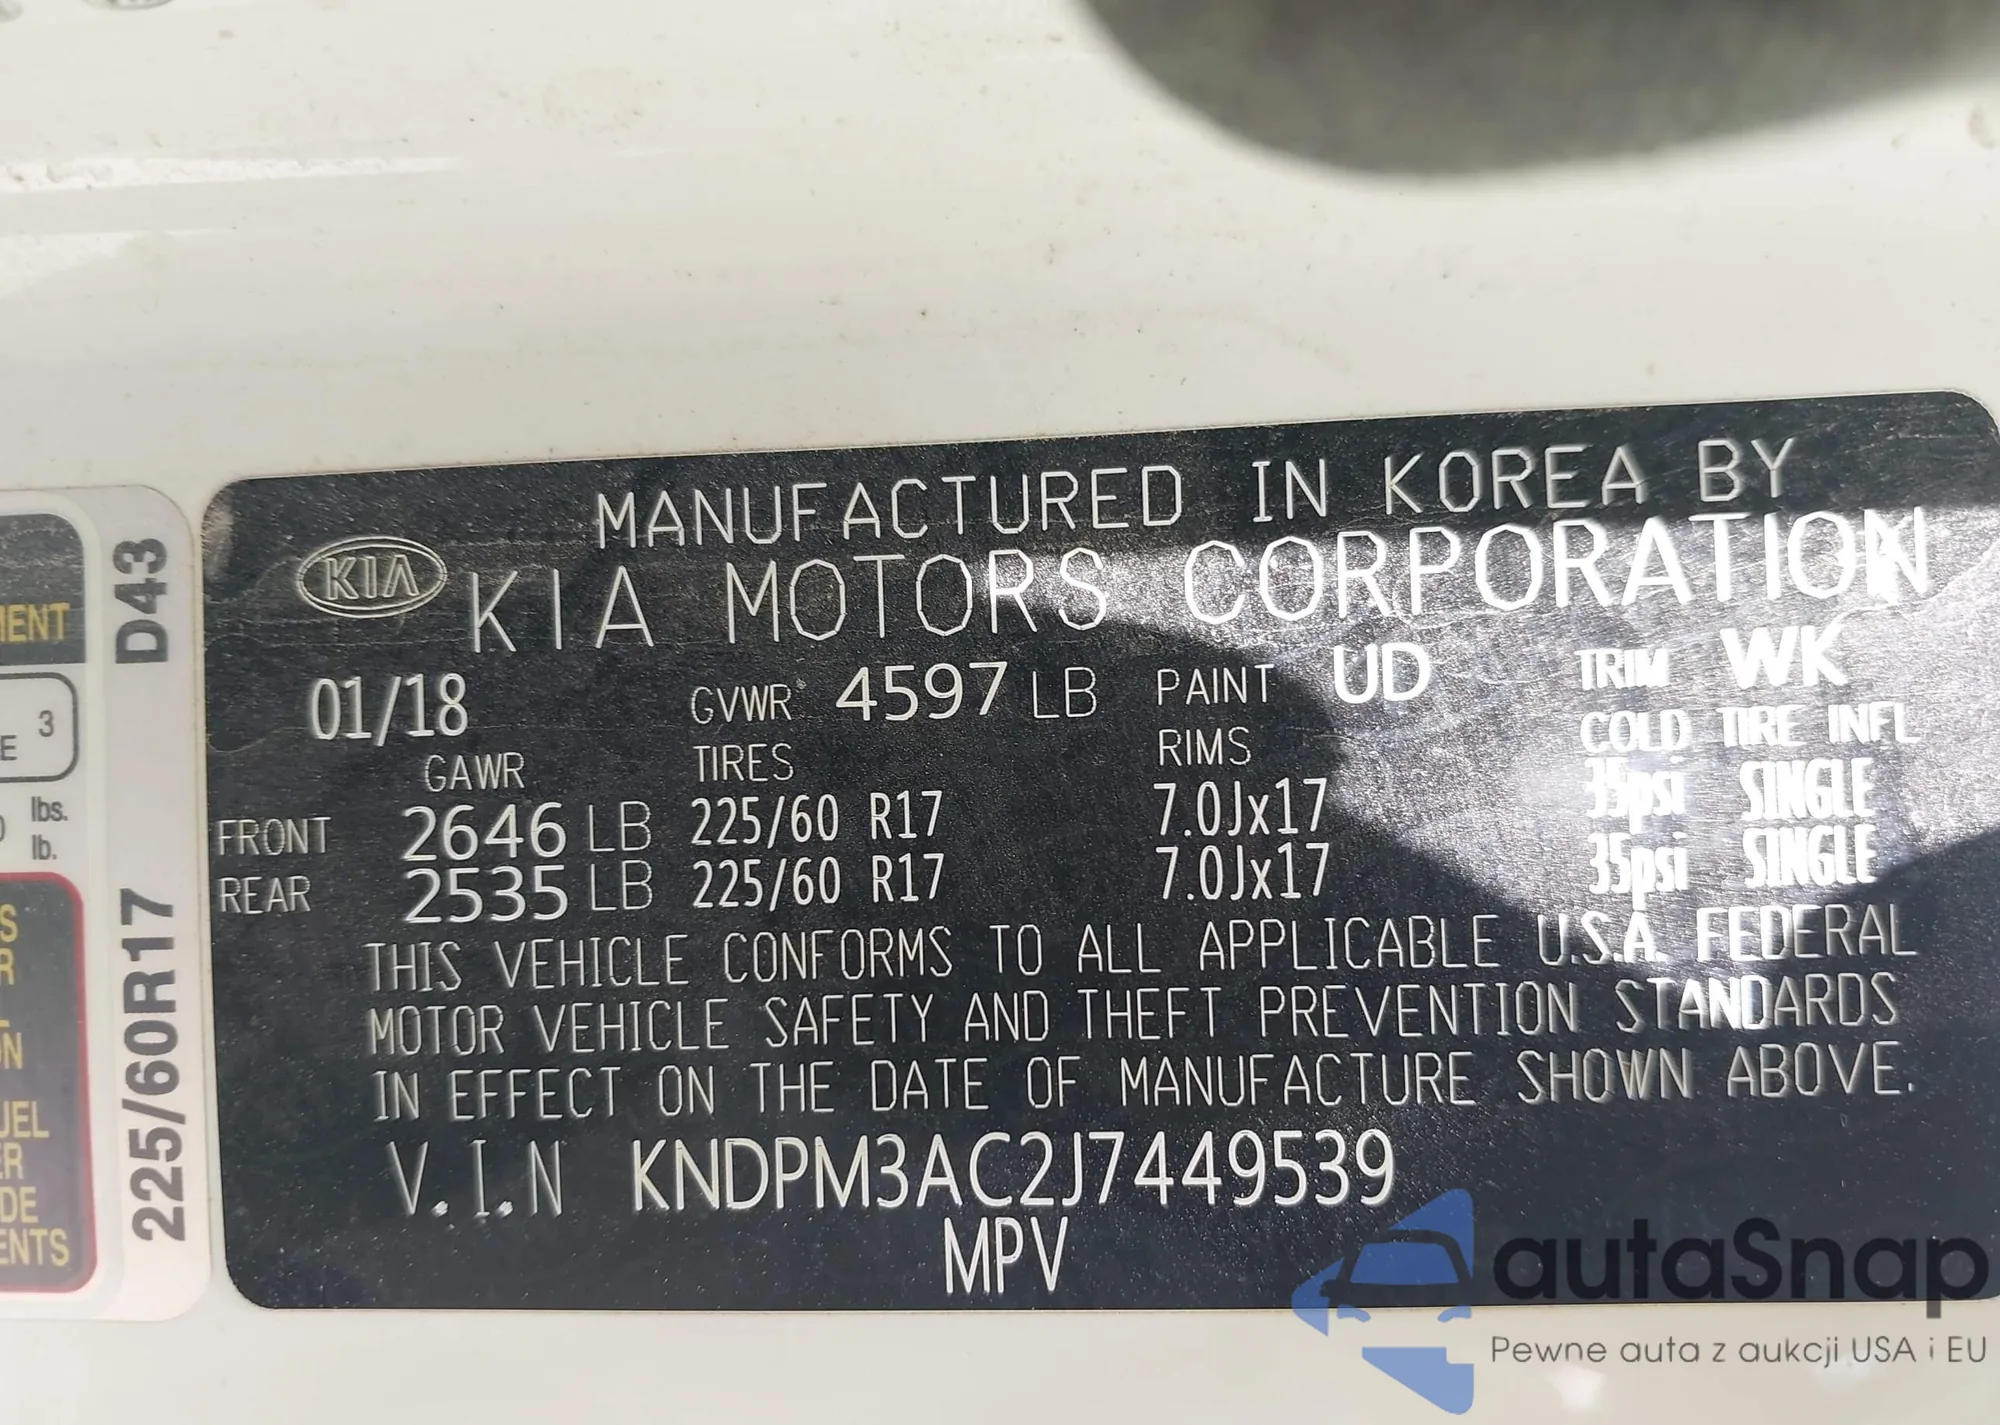 MANUFACTURED IN KOREA BY
KIA KIA MOTORS CORPORATION
01/18 GVWR 4597 LB PAINT UD TRIM WK
GAWR TIRES RIMS COLD TIRE INFL
FRONT 2646 LB 225/60 R17 7.0Jx17 35psi SINGLE
REAR 2535 LB 225/60 R17 7.0Jx17 35psi SINGLE
THIS VEHICLE CONFORMS TO ALL APPLICABLE U.S.A. FEDERAL
MOTOR VEHICLE SAFETY AND THEFT PREVENTION STANDARDS
IN EFFECT ON THE DATE OF MANUFACTURE SHOWN ABOVE.
V.I.N KNDPM3AC2J7449539
MPV
D43
225/60R17
3
lbs.
lb.
autaSnap
Pewne auta z aukcji USA i EU